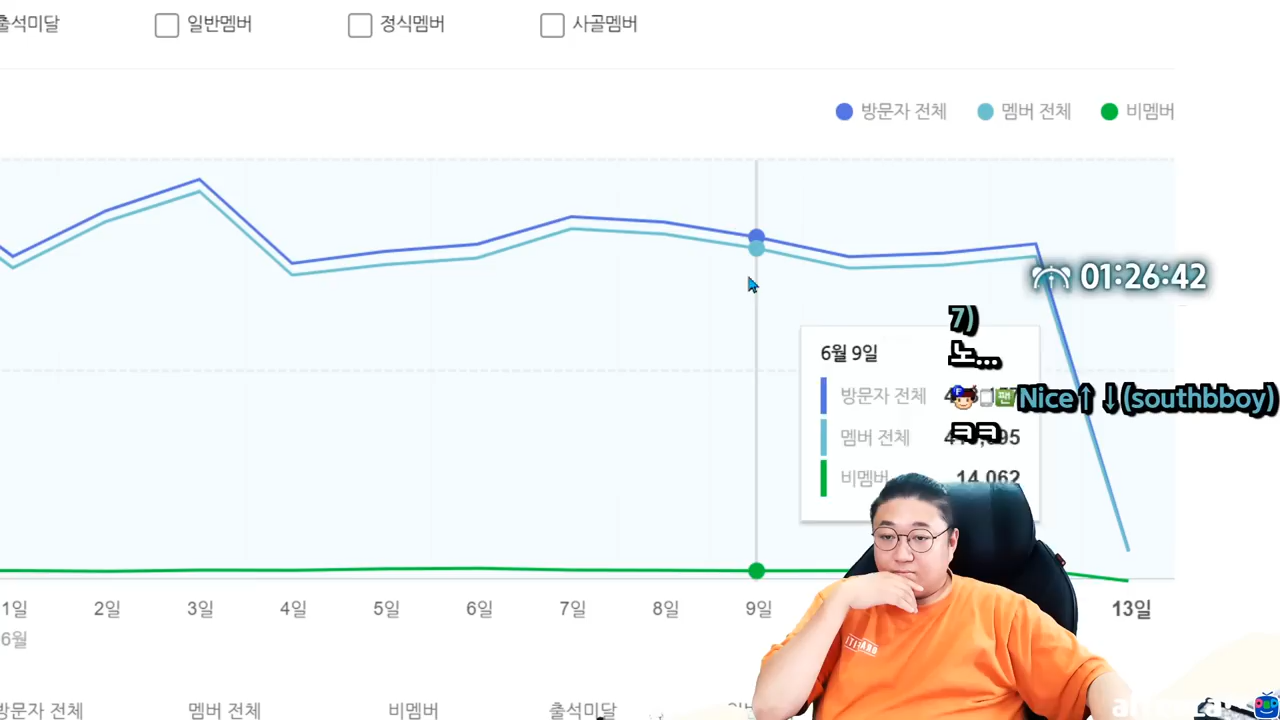 출석미달 일반멤버 정식멤버 사골멤버
방문자 전체 멤버 전체 비멤버
01:26:42
7)
노...
6월 9일
방문자 전체
Nice↑↓(southbboy)
ㅋㅋ
멤버 전체
비멤버 14,062
1일 2일 3일 4일 5일 6일 7일 8일 9일 13일
6월
방문자 전체 멤버 전체 비멤버 출석미달